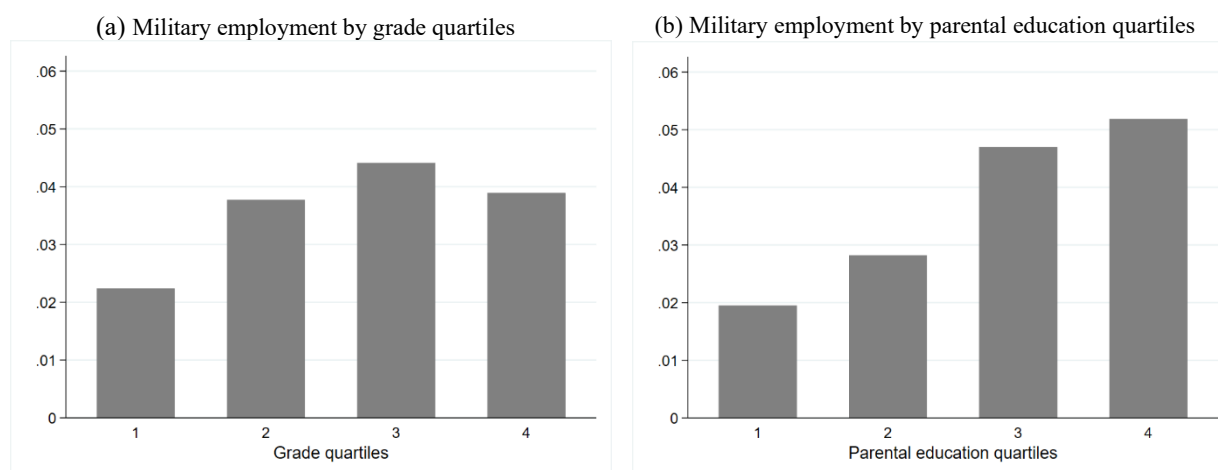 (a) Military employment by grade quartiles
.06
.05
.04
.03
.02
.01
0
1 2 3 4
Grade quartiles
(b) Military employment by parental education quartiles
.06
.05
.04
.03
.02
.01
0
1 2 3 4
Parental education quartiles